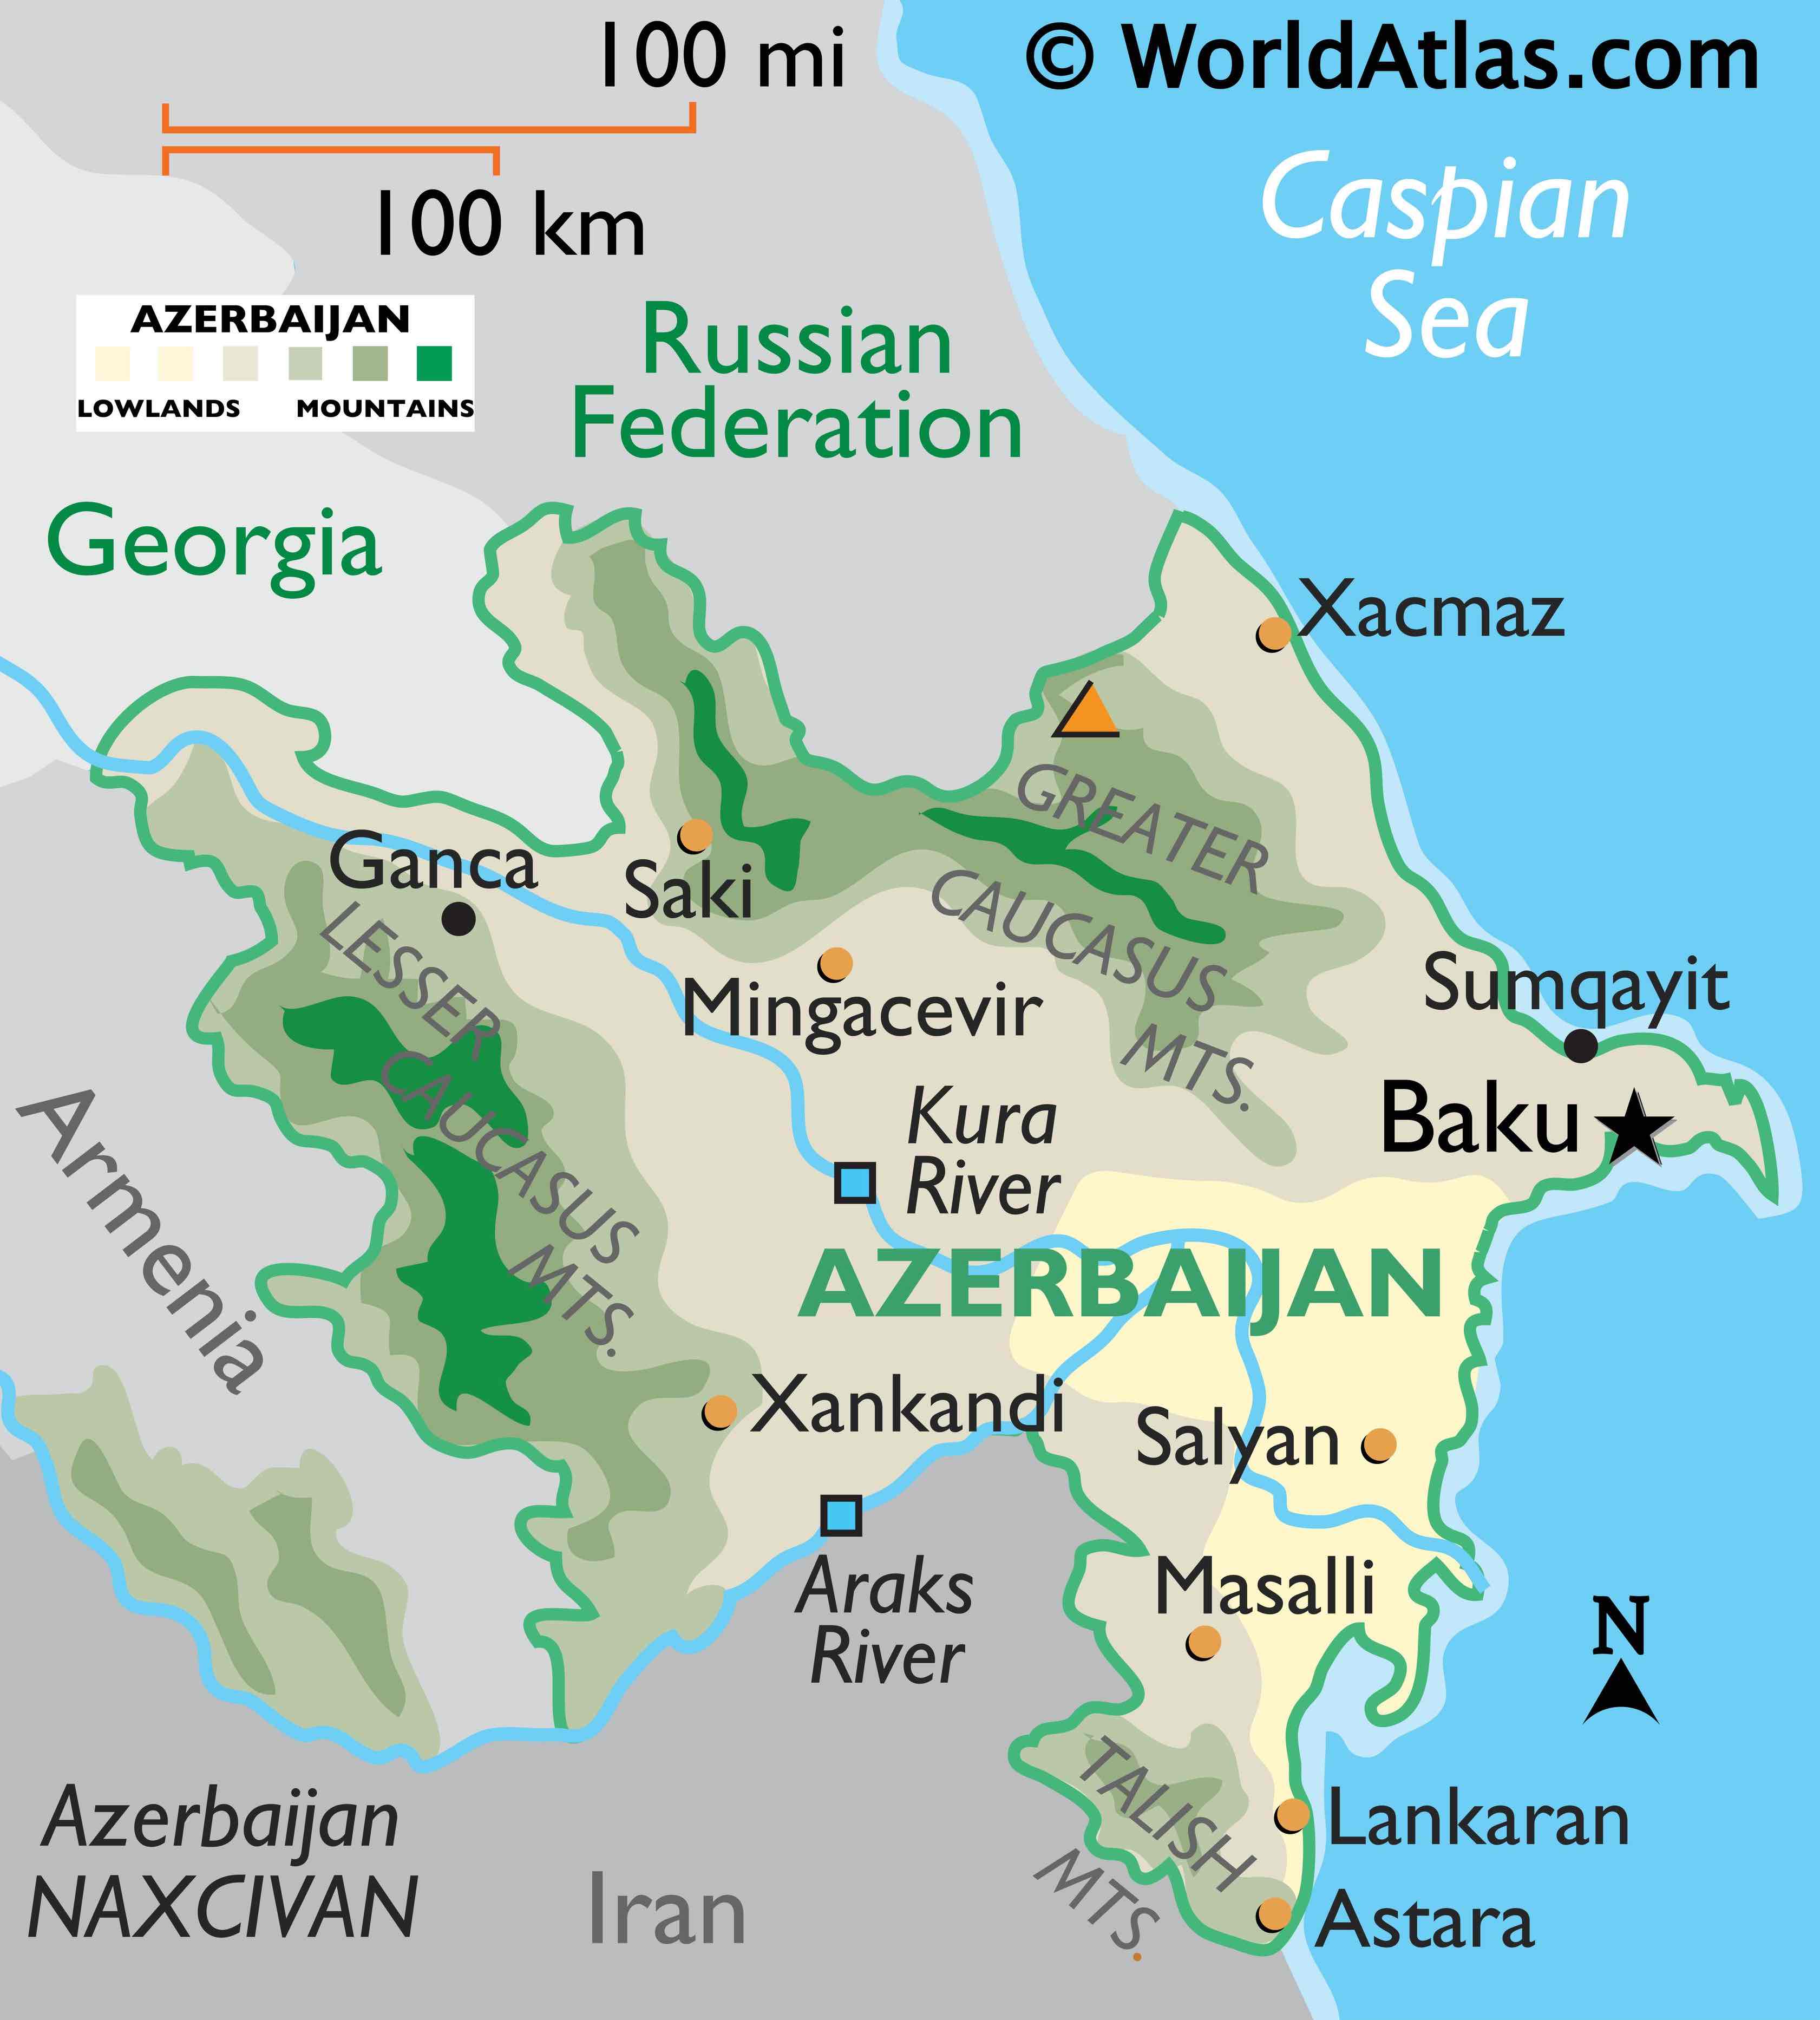 100 mi
© WorldAtlas.com
100 km
Caspian
Sea
AZERBAIJAN
LOWLANDS MOUNTAINS
Russian
Federation
Georgia
Xacmaz
GREATER
CAUCASUS
MTS.
Ganca
Saki
LESSER
CAUCASUS
MTS.
Mingacevir
Sumqayit
Baku
Kura
River
Armenia
AZERBAIJAN
Xankandi
Salyan
Araks
River
Masalli
N
TALISH
MTS.
Lankaran
Astara
Azerbaijan
NAXCIVAN
Iran